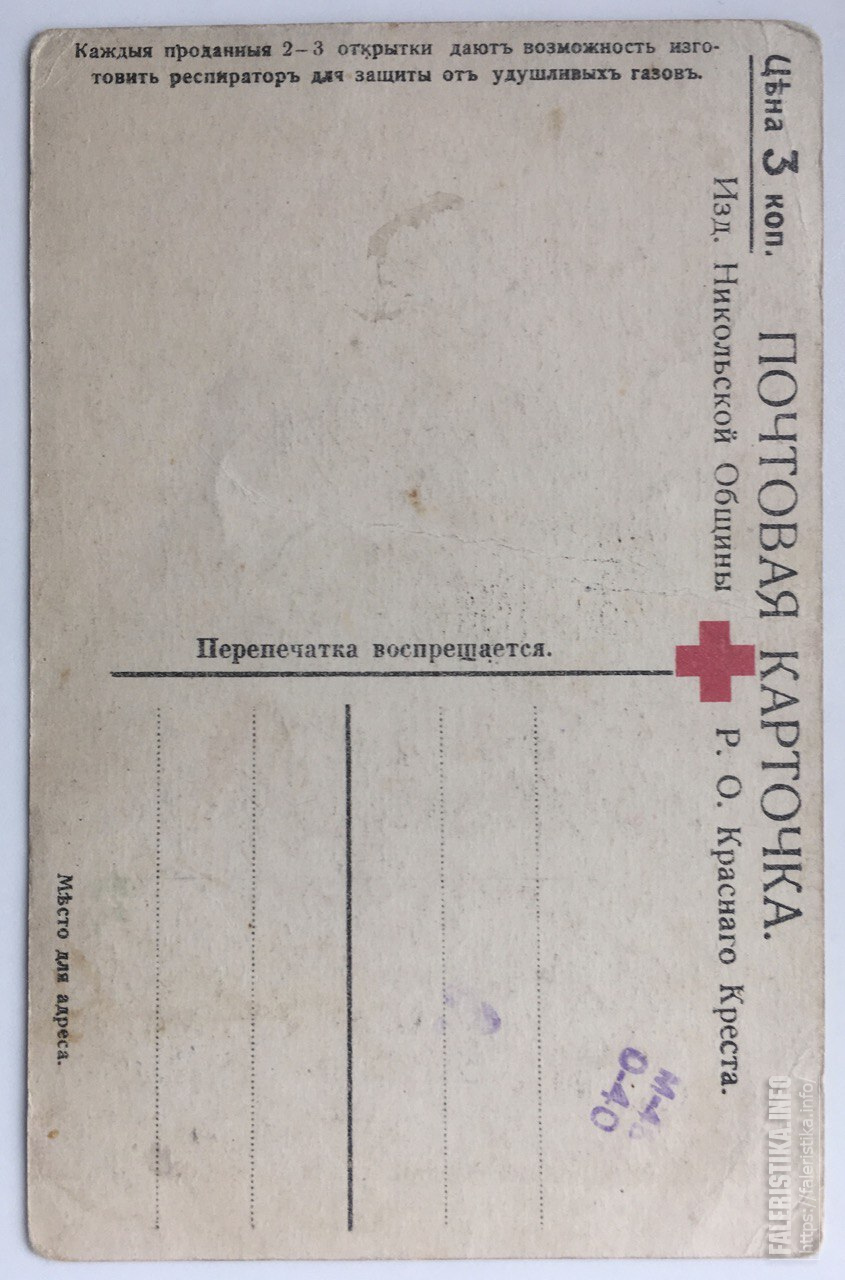 Каждыя проданныя 2–3 открытки даютъ возможность изго-
товить респираторъ для защиты отъ удушливыхъ газовъ.
Цѣна 3 коп.
ПОЧТОВАЯ КАРТОЧКА.
Изд. Никольской Общины Р. О. Краснаго Креста.
Перепечатка воспрещается.
Мѣсто для адреса.
0-40
FALERISTIKA.INFO
https://faleristika.info/